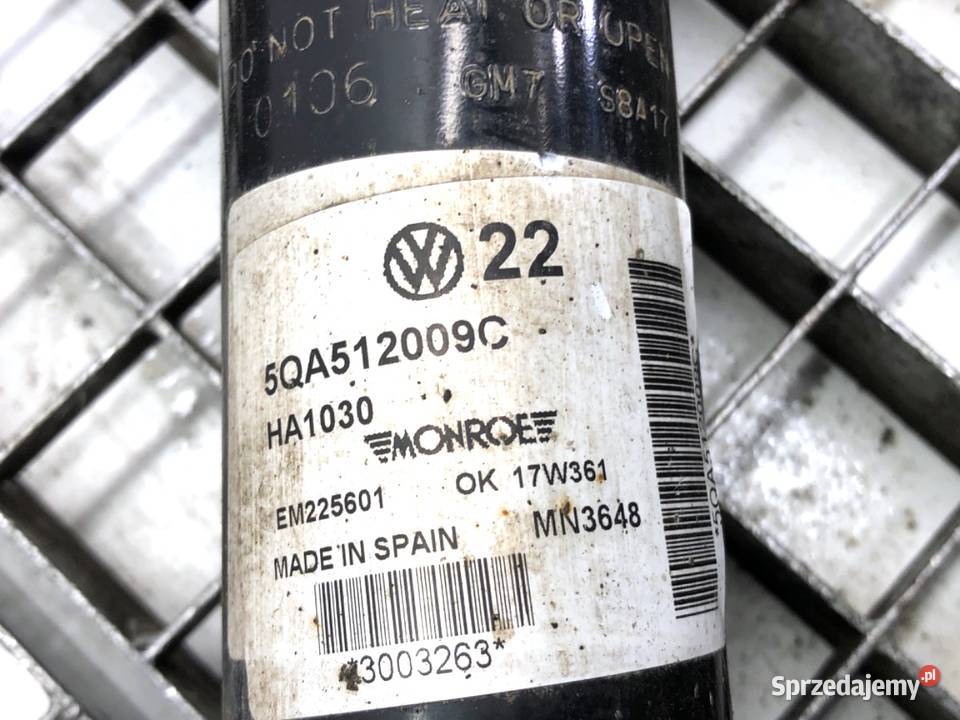 DO NOT HEAT OR OPEN
0106 GM7 S8A17
22
5QA512009C
HA1030
MONROE
EM225601 OK 17W361
MADE IN SPAIN MN3648
*3003263*
Sprzedajemy.pl